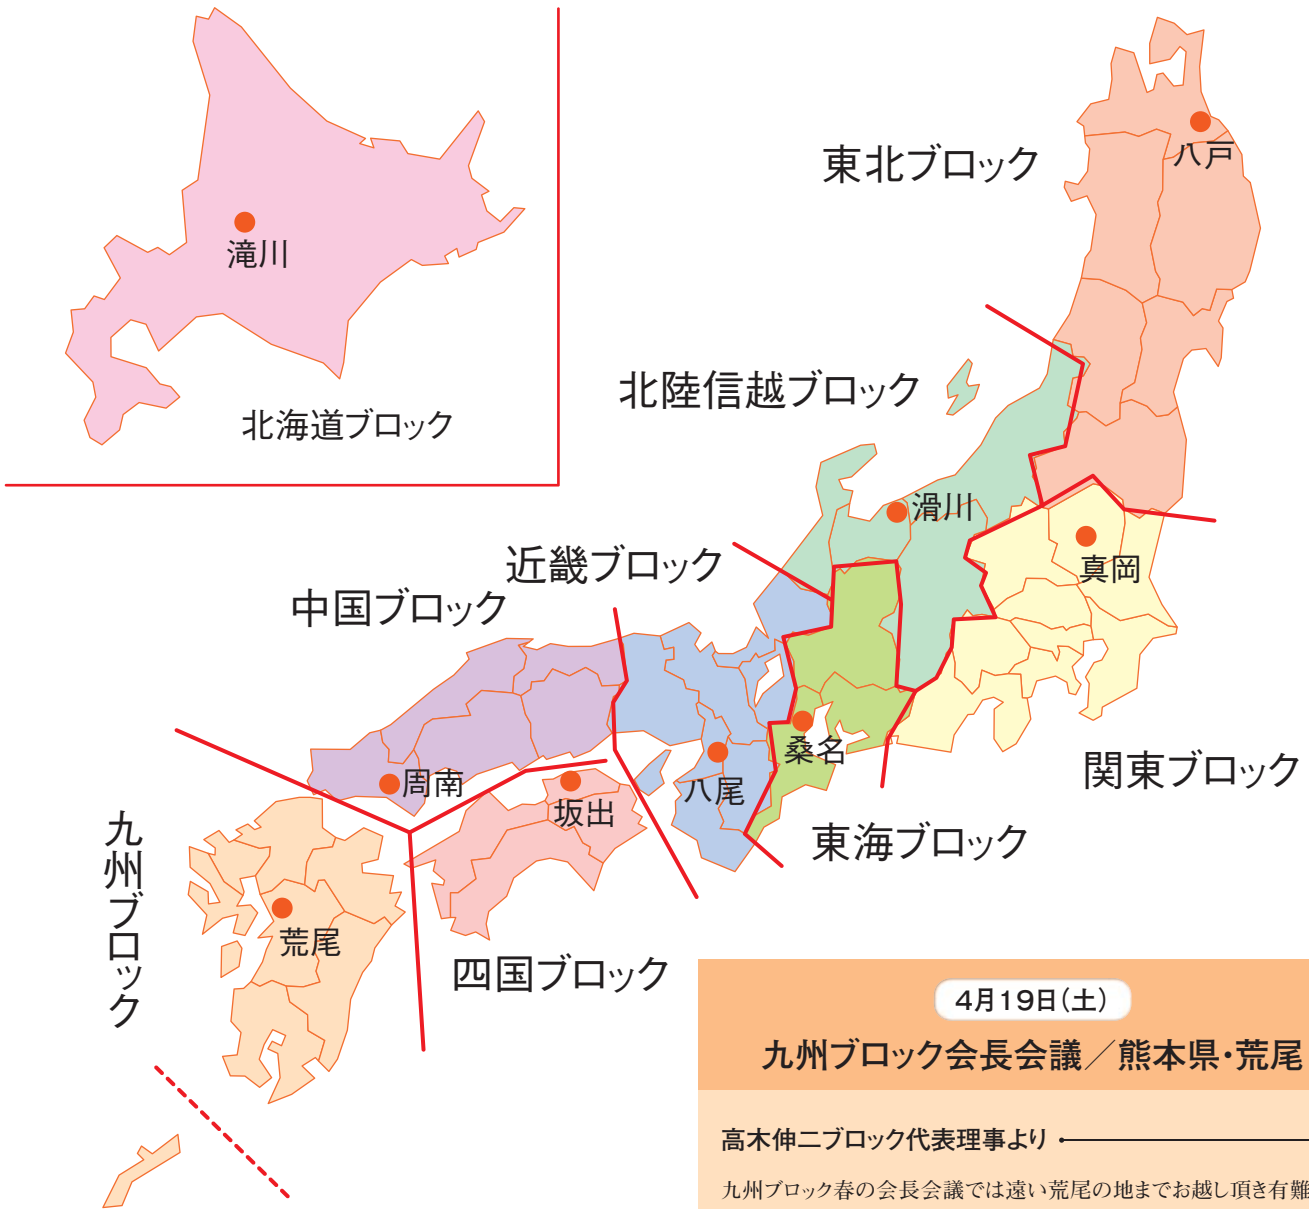 東北ブロック
八戸
滝川
北海道ブロック
北陸信越ブロック
滑川
近畿ブロック
真岡
中国ブロック
周南
坂出
八尾
桑名
関東ブロック
東海ブロック
九州ブロック
荒尾
四国ブロック
4月19日(土)
九州ブロック会長会議／熊本県・荒尾
高木伸二ブロック代表理事より
九州ブロック春の会長会議では遠い荒尾の地までお越し頂き有難